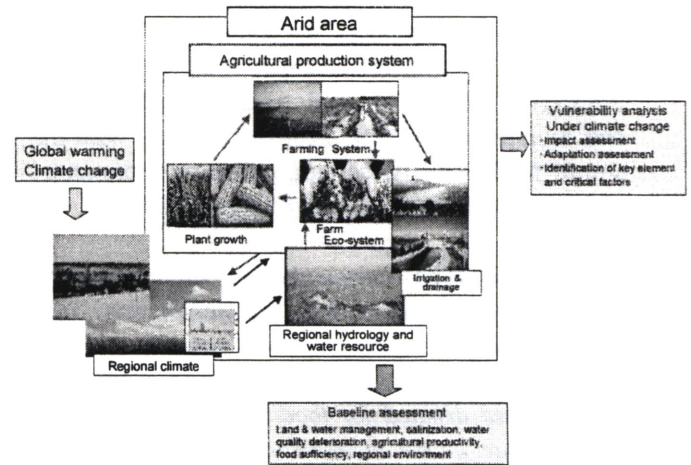 Arid area
Agricultural production system
Farming System
Plant growth
Farm
Eco-system
Irrigation &
drainage
Global warming
Climate change
Regional climate
Regional hydrology and
water resource
Vulnerability analysis
Under climate change
·Impact assessment
·Adaptation assessment
·Identification of key element
and critical factors
Baseline assessment
Land & water management, salinization, water
quality deterioration, agricultural productivity,
food sufficiency, regional environment